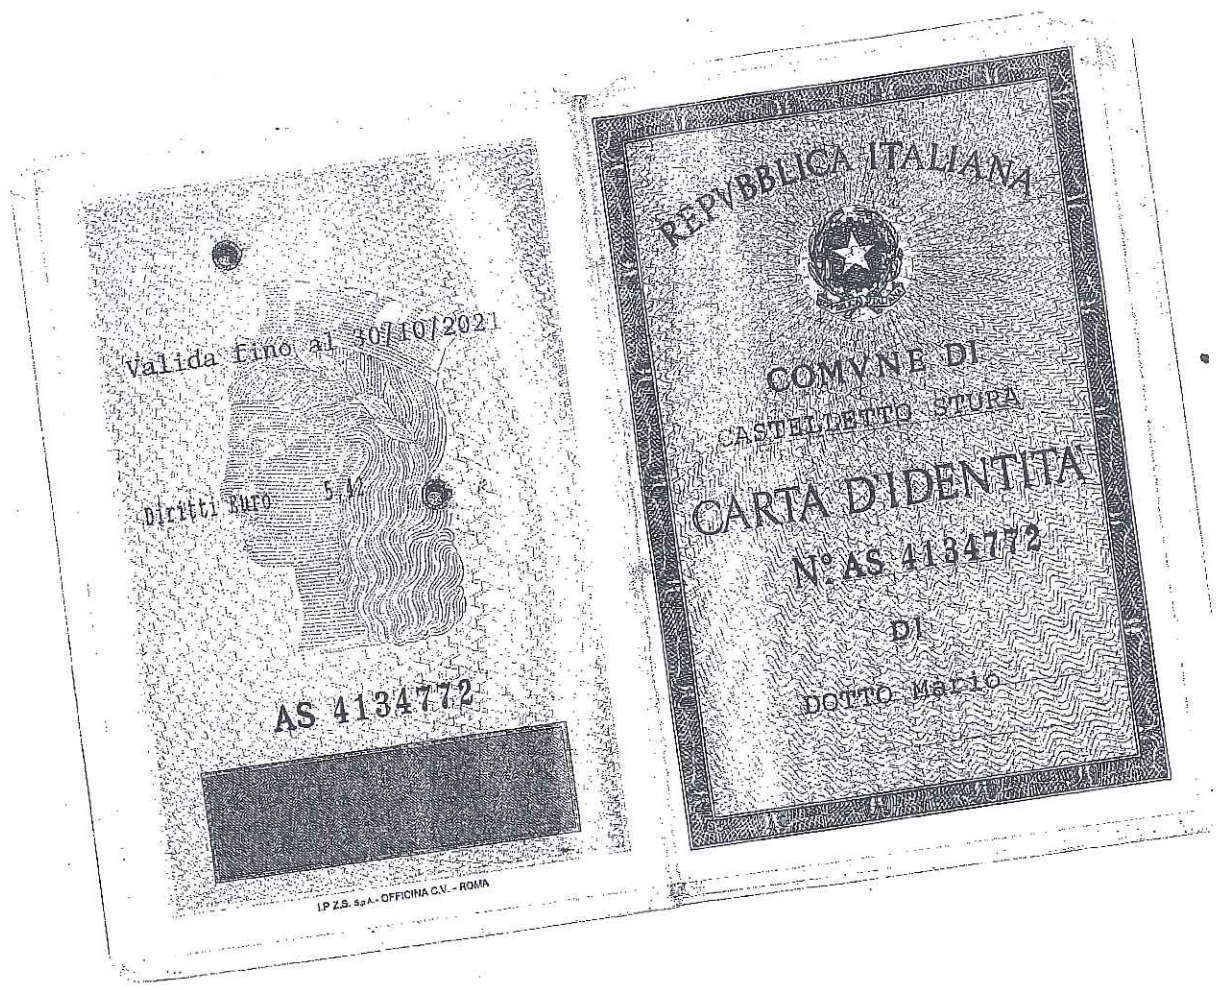 Valida fino al 30/10/2021
Diritti Euro 5,42
AS 4134772
I.P.Z.S. S.p.A. - OFFICINA C.V. - ROMA
REPVBBLICA ITALIANA
COMVNE DI
CASTELLETTO STURA
CARTA D'IDENTITA'
N° AS 4134772
DI
DOTTO Mario